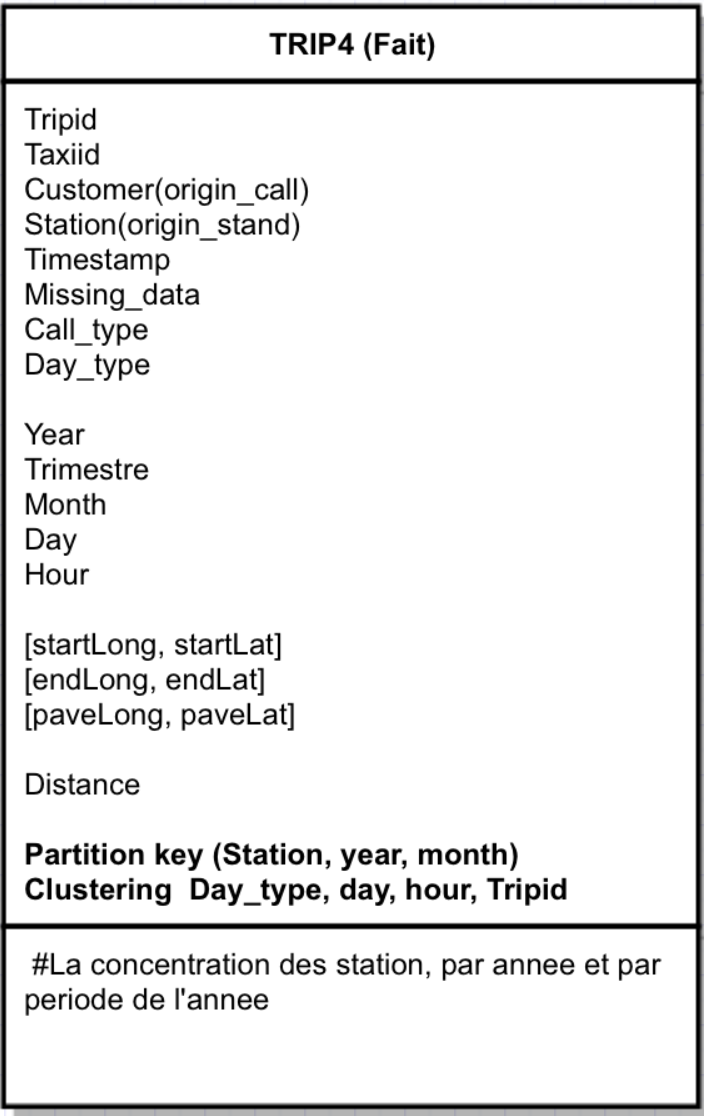 TRIP4 (Fait)
Tripid
Taxiid
Customer(origin_call)
Station(origin_stand)
Timestamp
Missing_data
Call_type
Day_type
Year
Trimestre
Month
Day
Hour
[startLong, startLat]
[endLong, endLat]
[paveLong, paveLat]
Distance
Partition key (Station, year, month)
Clustering  Day_type, day, hour, Tripid
#La concentration des station, par annee et par
periode de l'annee